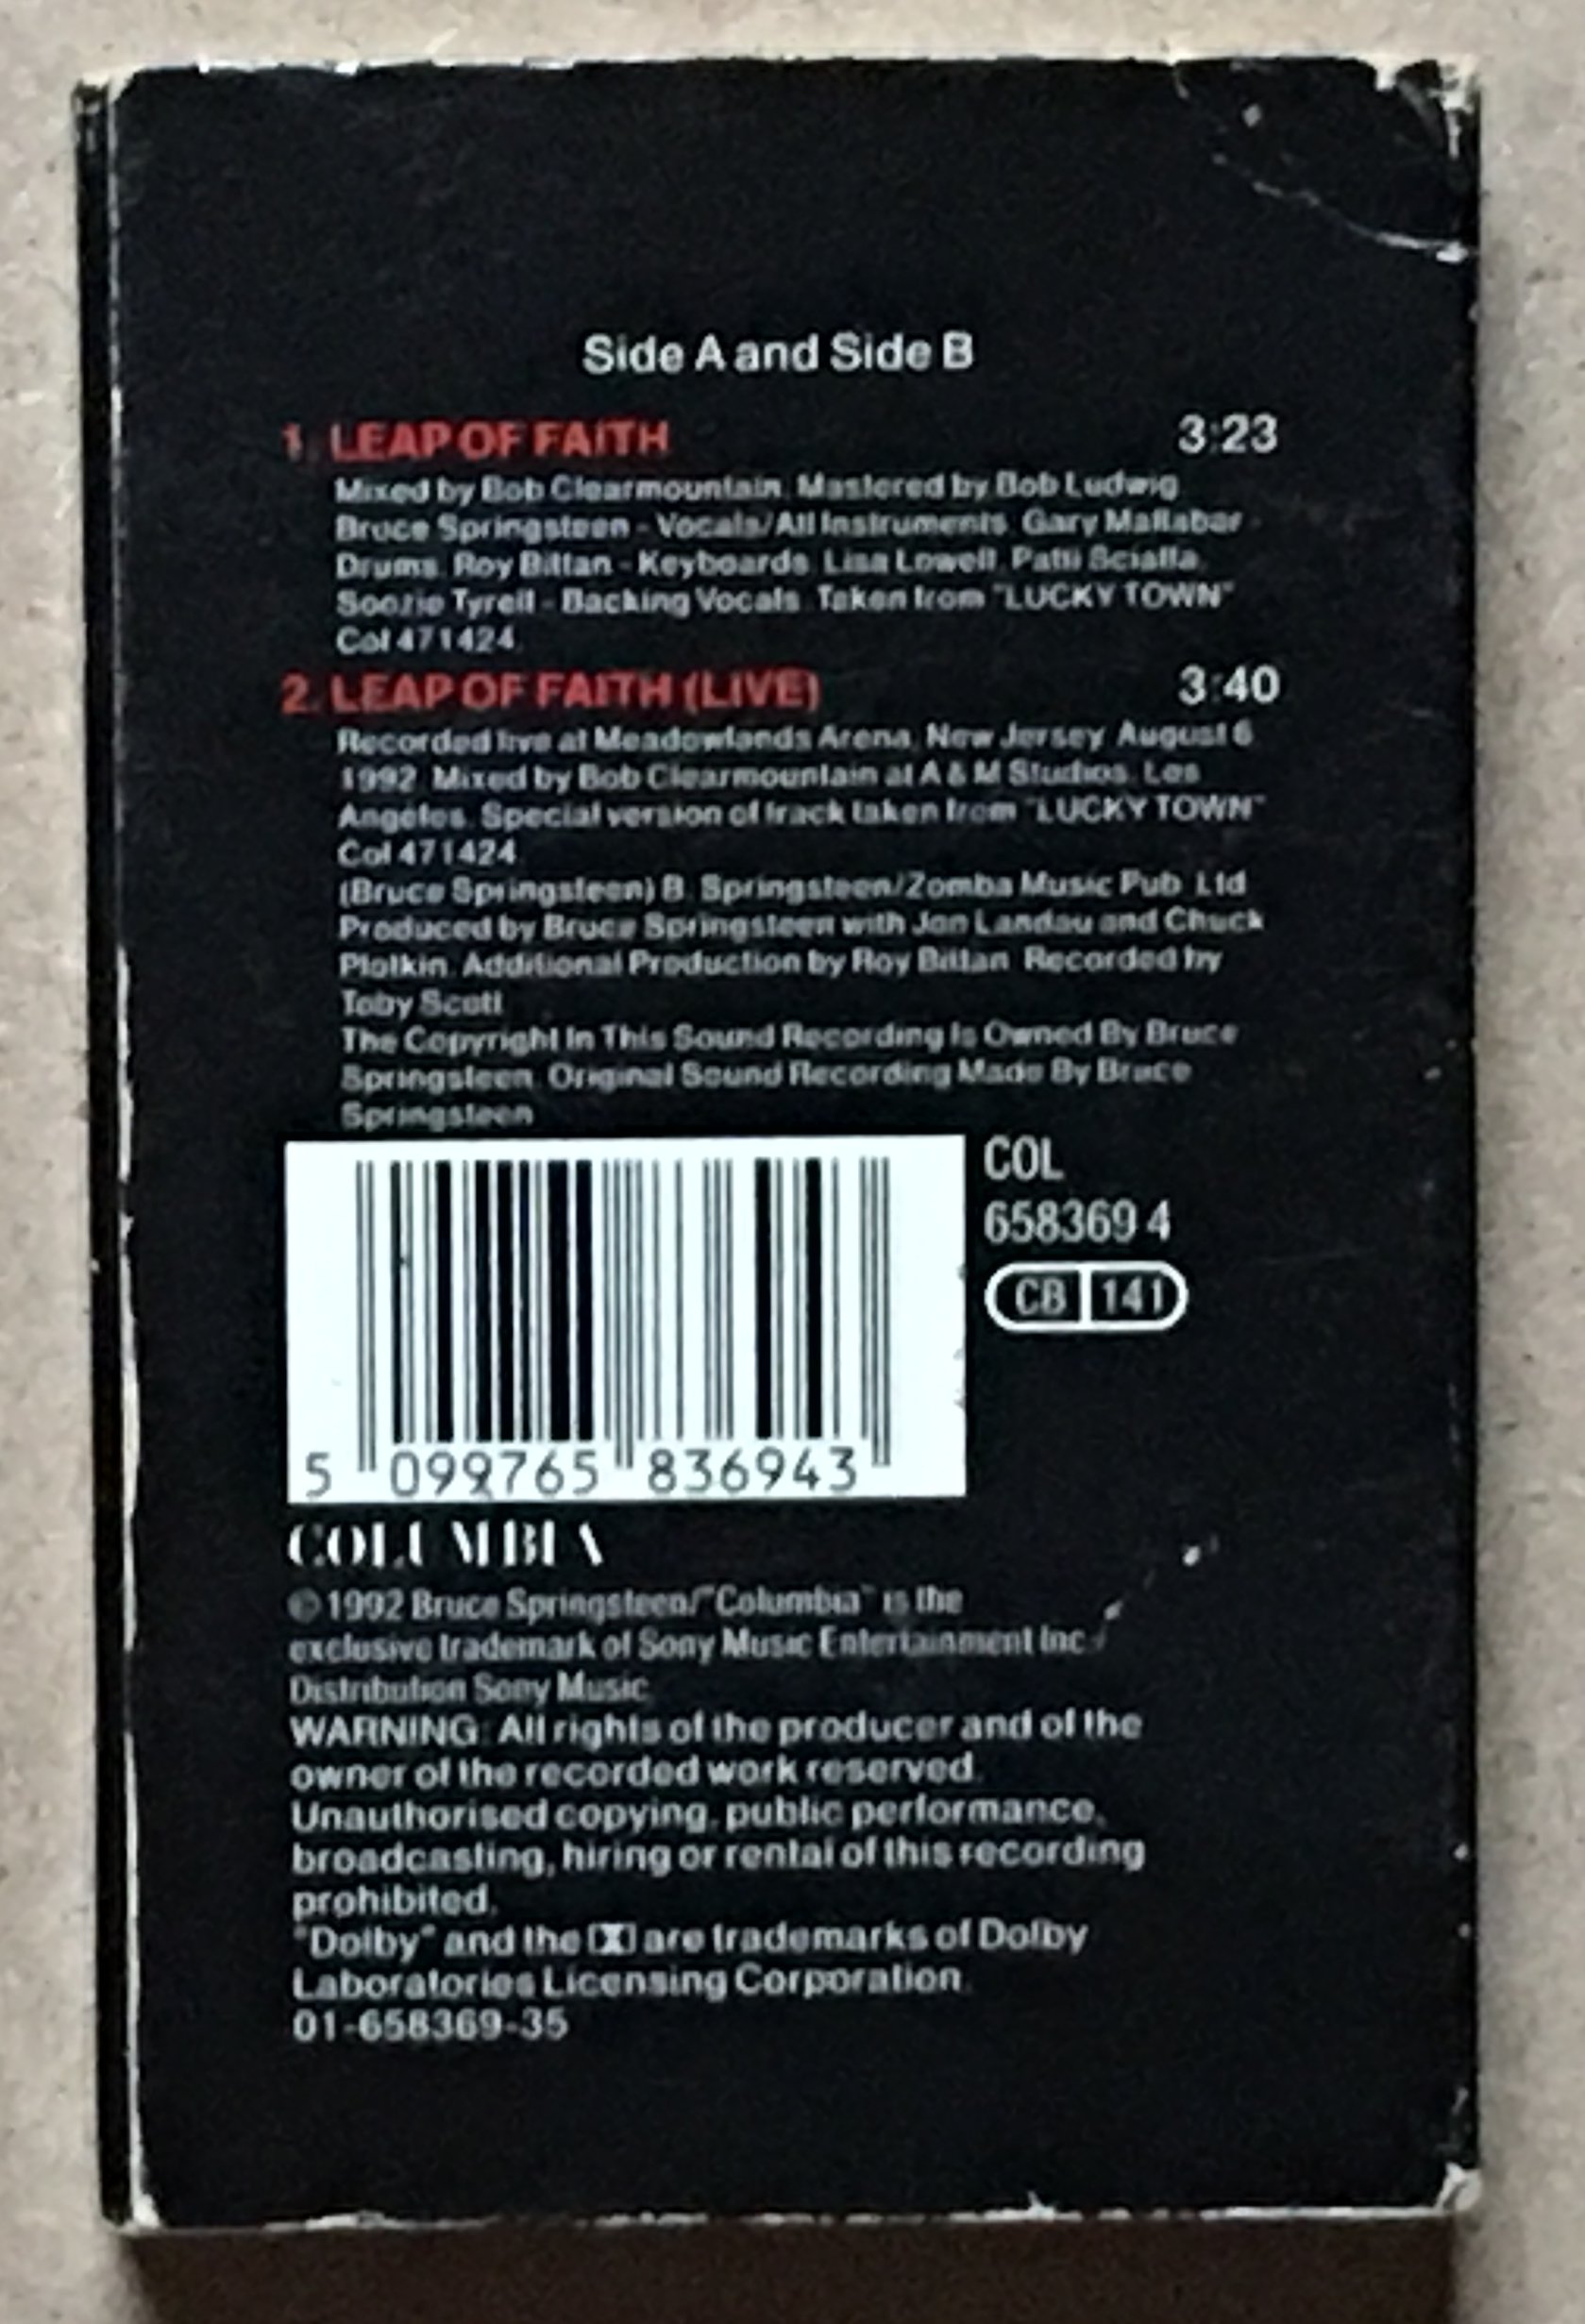 Side A and Side B
1. LEAP OF FAITH 3:23
Mixed by Bob Clearmountain. Mastered by Bob Ludwig
Bruce Springsteen - Vocals/All Instruments. Gary Mallabar -
Drums. Roy Bittan - Keyboards. Lisa Lowell. Patti Scialfa.
Soozie Tyrell - Backing Vocals. Taken from "LUCKY TOWN"
Col 471424.
2. LEAP OF FAITH (LIVE) 3:40
Recorded live at Meadowlands Arena, New Jersey. August 6
1992. Mixed by Bob Clearmountain at A & M Studios. Los
Angeles. Special version of track taken from "LUCKY TOWN"
Col 471424.
(Bruce Springsteen) B. Springsteen/Zomba Music Pub. Ltd
Produced by Bruce Springsteen with Jon Landau and Chuck
Plotkin. Additional Production by Roy Bittan. Recorded by
Toby Scott
The Copyright In This Sound Recording Is Owned By Bruce
Springsteen. Original Sound Recording Made By Bruce
Springsteen
COL
658369 4
CB 141
5 099765 836943
COLUMBIA
© 1992 Bruce Springsteen/"Columbia" is the
exclusive trademark of Sony Music Entertainment Inc./
Distribution Sony Music
WARNING: All rights of the producer and of the
owner of the recorded work reserved.
Unauthorised copying, public performance,
broadcasting, hiring or rental of this recording
prohibited.
"Dolby" and the are trademarks of Dolby
Laboratories Licensing Corporation.
01-658369-35